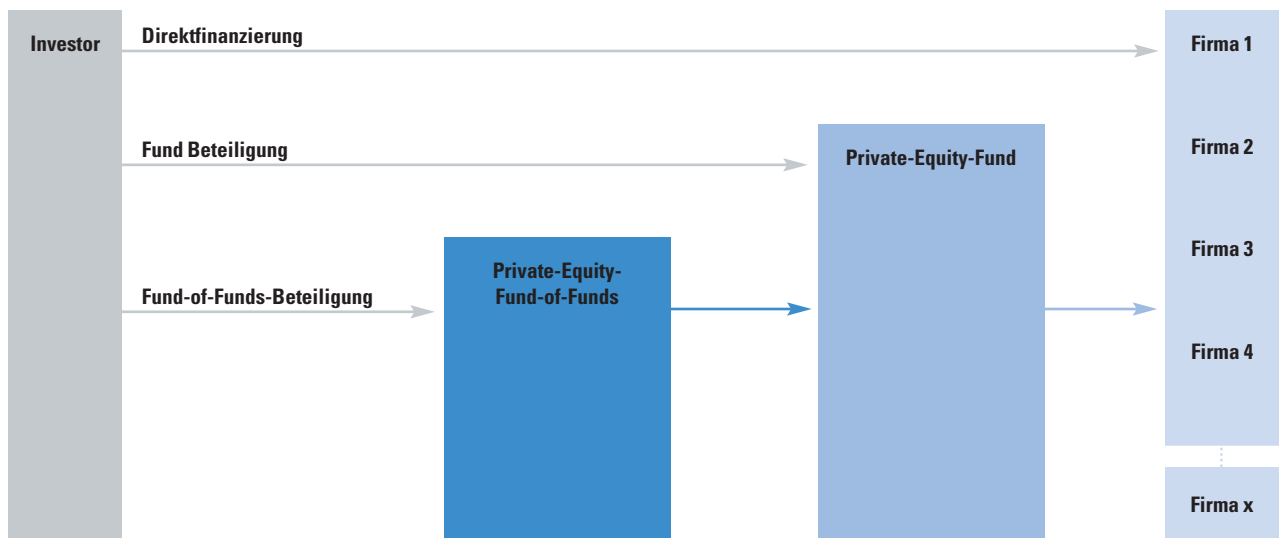 Investor
Direktfinanzierung
Firma 1
Fund Beteiligung
Private-Equity-Fund
Firma 2
Private-Equity-
Fund-of-Funds
Firma 3
Fund-of-Funds-Beteiligung
Firma 4
Firma x